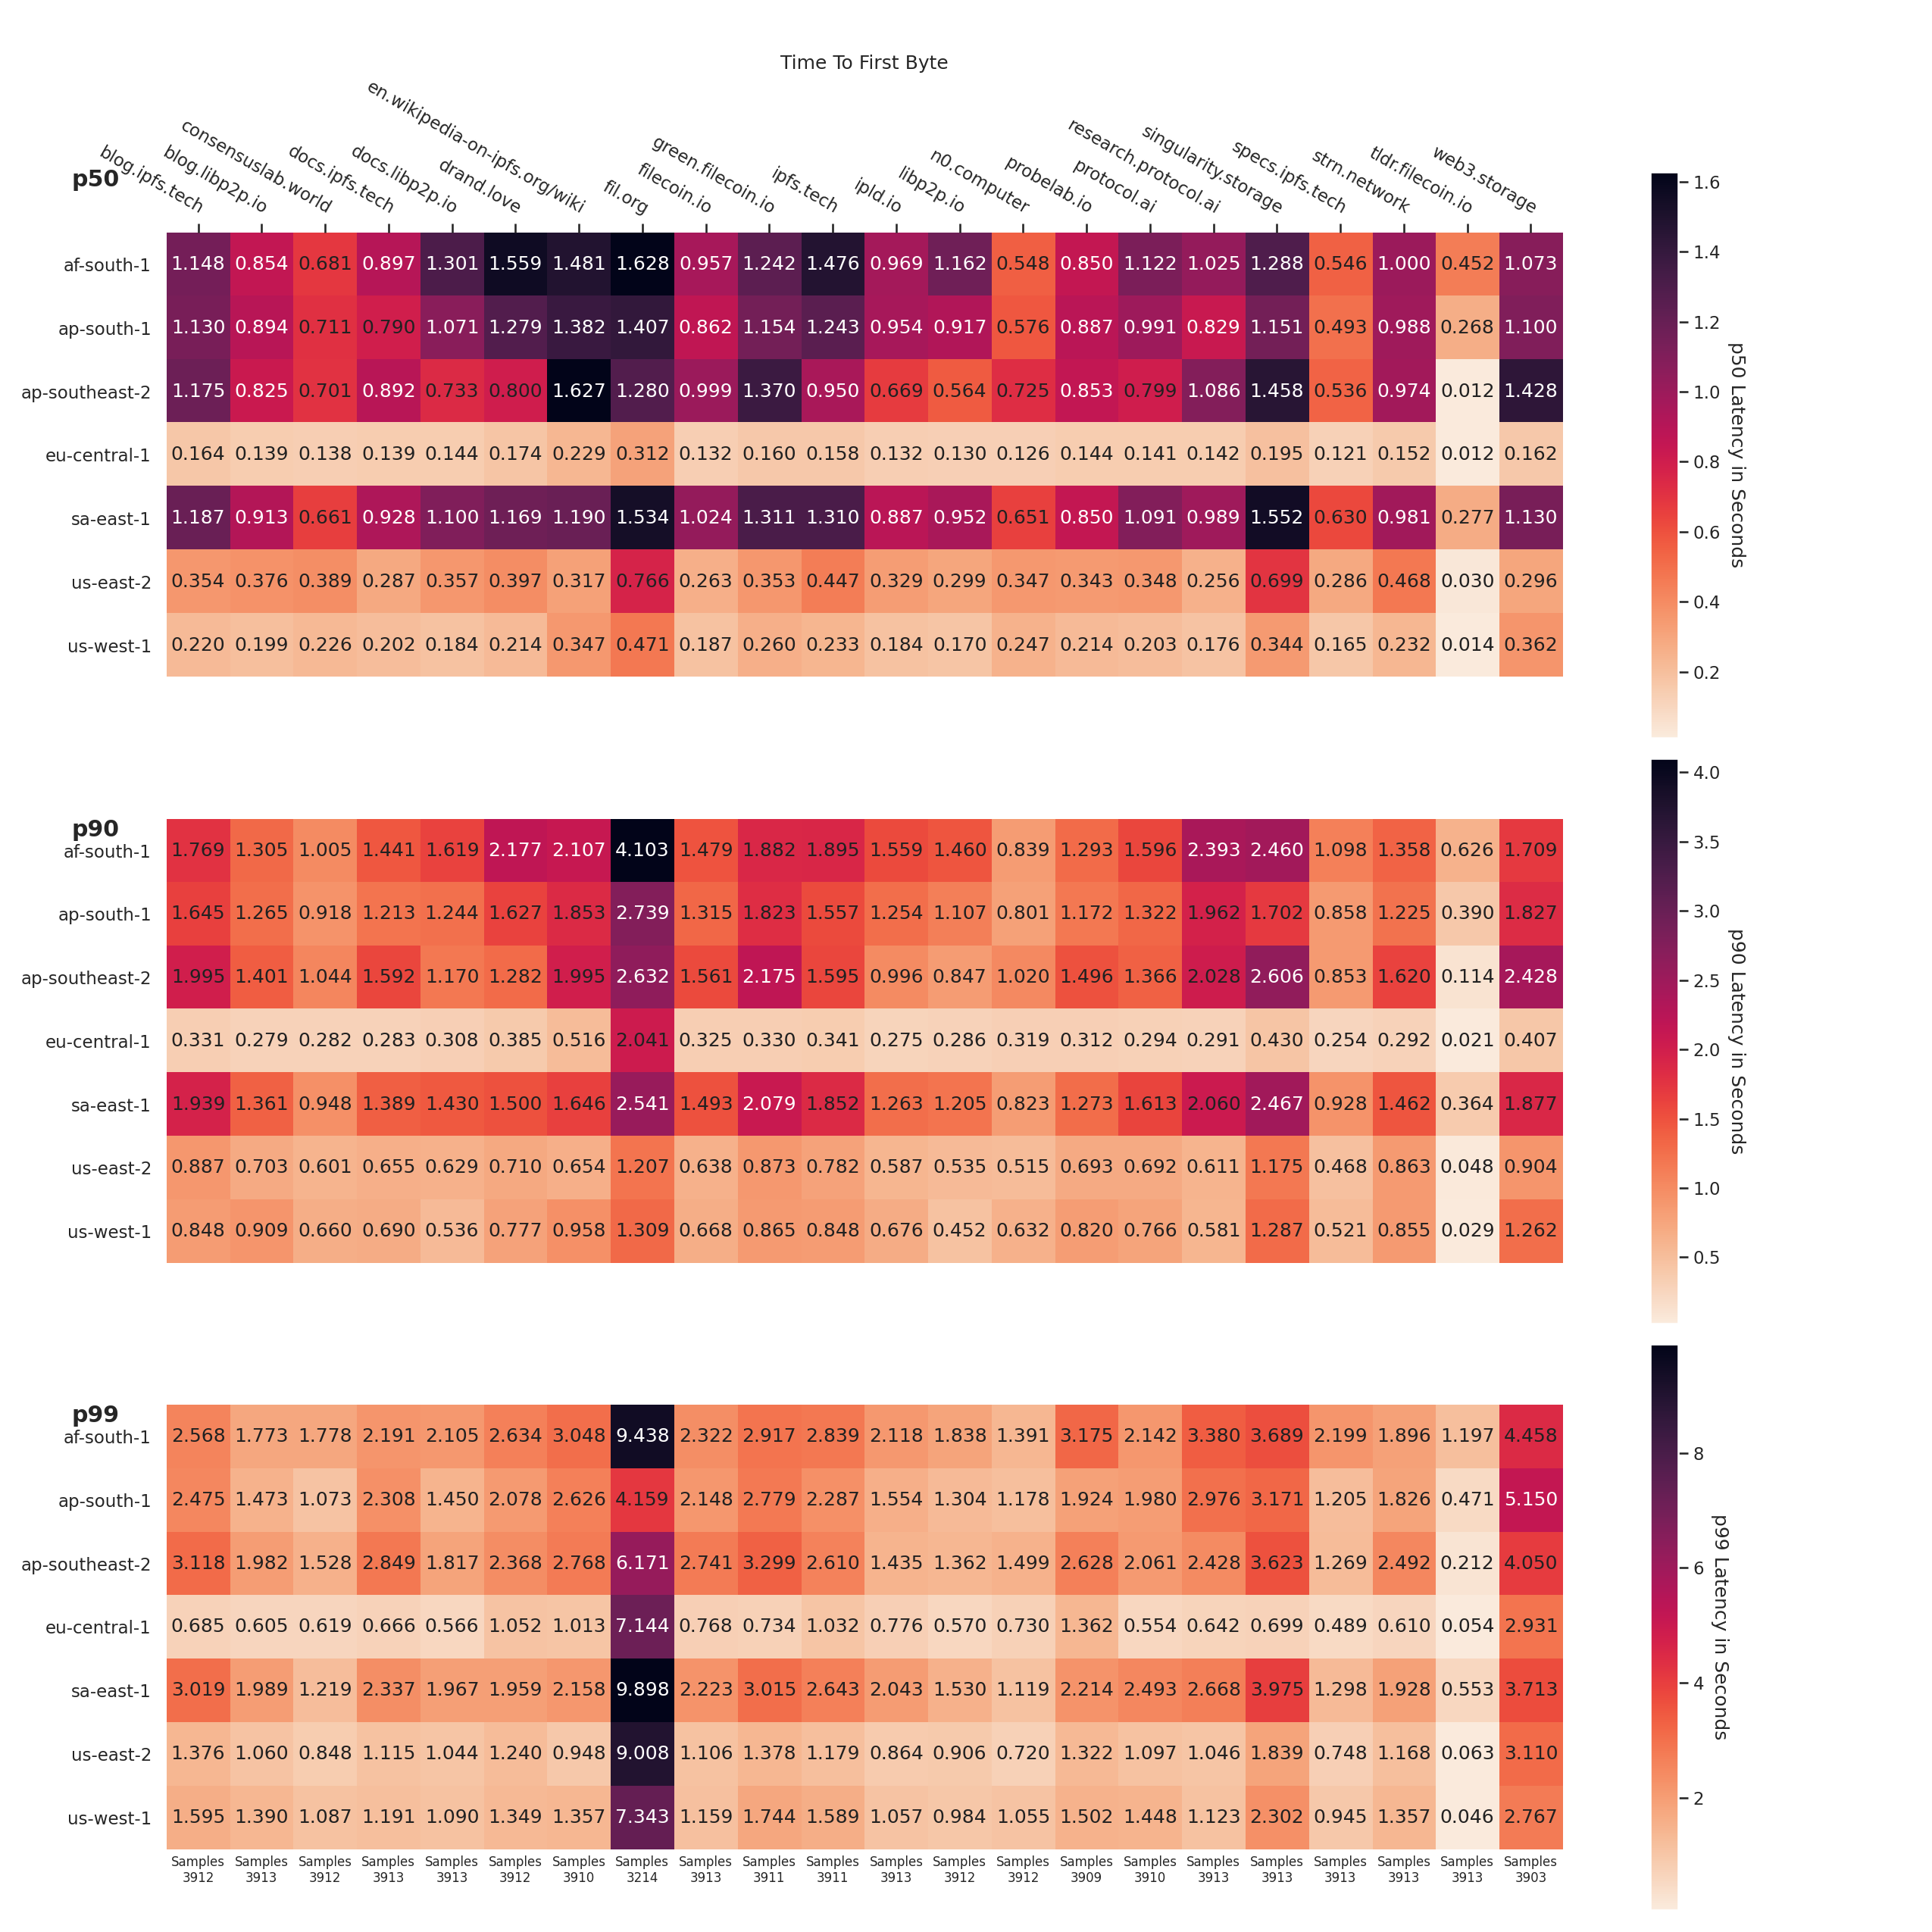 Time To First Byte
p50
blog.ipfs.tech
blog.libp2p.io
consensuslab.world
docs.ipfs.tech
docs.libp2p.io
drand.love
en.wikipedia-on-ipfs.org/wiki
fil.org
filecoin.io
green.filecoin.io
ipfs.tech
ipld.io
libp2p.io
n0.computer
probelab.io
protocol.ai
research.protocol.ai
singularity.storage
specs.ipfs.tech
strn.network
tldr.filecoin.io
web3.storage
af-south-1 1.148 0.854 0.681 0.897 1.301 1.559 1.481 1.628 0.957 1.242 1.476 0.969 1.162 0.548 0.850 1.122 1.025 1.288 0.546 1.000 0.452 1.073
ap-south-1 1.130 0.894 0.711 0.790 1.071 1.279 1.382 1.407 0.862 1.154 1.243 0.954 0.917 0.576 0.887 0.991 0.829 1.151 0.493 0.988 0.268 1.100
ap-southeast-2 1.175 0.825 0.701 0.892 0.733 0.800 1.627 1.280 0.999 1.370 0.950 0.669 0.564 0.725 0.853 0.799 1.086 1.458 0.536 0.974 0.012 1.428
eu-central-1 0.164 0.139 0.138 0.139 0.144 0.174 0.229 0.312 0.132 0.160 0.158 0.132 0.130 0.126 0.144 0.141 0.142 0.195 0.121 0.152 0.012 0.162
sa-east-1 1.187 0.913 0.661 0.928 1.100 1.169 1.190 1.534 1.024 1.311 1.310 0.887 0.952 0.651 0.850 1.091 0.989 1.552 0.630 0.981 0.277 1.130
us-east-2 0.354 0.376 0.389 0.287 0.357 0.397 0.317 0.766 0.263 0.353 0.447 0.329 0.299 0.347 0.343 0.348 0.256 0.699 0.286 0.468 0.030 0.296
us-west-1 0.220 0.199 0.226 0.202 0.184 0.214 0.347 0.471 0.187 0.260 0.233 0.184 0.170 0.247 0.214 0.203 0.176 0.344 0.165 0.232 0.014 0.362
1.6
1.4
1.2
1.0
0.8
0.6
0.4
0.2
p50 Latency in Seconds
p90
af-south-1 1.769 1.305 1.005 1.441 1.619 2.177 2.107 4.103 1.479 1.882 1.895 1.559 1.460 0.839 1.293 1.596 2.393 2.460 1.098 1.358 0.626 1.709
ap-south-1 1.645 1.265 0.918 1.213 1.244 1.627 1.853 2.739 1.315 1.823 1.557 1.254 1.107 0.801 1.172 1.322 1.962 1.702 0.858 1.225 0.390 1.827
ap-southeast-2 1.995 1.401 1.044 1.592 1.170 1.282 1.995 2.632 1.561 2.175 1.595 0.996 0.847 1.020 1.496 1.366 2.028 2.606 0.853 1.620 0.114 2.428
eu-central-1 0.331 0.279 0.282 0.283 0.308 0.385 0.516 2.041 0.325 0.330 0.341 0.275 0.286 0.319 0.312 0.294 0.291 0.430 0.254 0.292 0.021 0.407
sa-east-1 1.939 1.361 0.948 1.389 1.430 1.500 1.646 2.541 1.493 2.079 1.852 1.263 1.205 0.823 1.273 1.613 2.060 2.467 0.928 1.462 0.364 1.877
us-east-2 0.887 0.703 0.601 0.655 0.629 0.710 0.654 1.207 0.638 0.873 0.782 0.587 0.535 0.515 0.693 0.692 0.611 1.175 0.468 0.863 0.048 0.904
us-west-1 0.848 0.909 0.660 0.690 0.536 0.777 0.958 1.309 0.668 0.865 0.848 0.676 0.452 0.632 0.820 0.766 0.581 1.287 0.521 0.855 0.029 1.262
4.0
3.5
3.0
2.5
2.0
1.5
1.0
0.5
p90 Latency in Seconds
p99
af-south-1 2.568 1.773 1.778 2.191 2.105 2.634 3.048 9.438 2.322 2.917 2.839 2.118 1.838 1.391 3.175 2.142 3.380 3.689 2.199 1.896 1.197 4.458
ap-south-1 2.475 1.473 1.073 2.308 1.450 2.078 2.626 4.159 2.148 2.779 2.287 1.554 1.304 1.178 1.924 1.980 2.976 3.171 1.205 1.826 0.471 5.150
ap-southeast-2 3.118 1.982 1.528 2.849 1.817 2.368 2.768 6.171 2.741 3.299 2.610 1.435 1.362 1.499 2.628 2.061 2.428 3.623 1.269 2.492 0.212 4.050
eu-central-1 0.685 0.605 0.619 0.666 0.566 1.052 1.013 7.144 0.768 0.734 1.032 0.776 0.570 0.730 1.362 0.554 0.642 0.699 0.489 0.610 0.054 2.931
sa-east-1 3.019 1.989 1.219 2.337 1.967 1.959 2.158 9.898 2.223 3.015 2.643 2.043 1.530 1.119 2.214 2.493 2.668 3.975 1.298 1.928 0.553 3.713
us-east-2 1.376 1.060 0.848 1.115 1.044 1.240 0.948 9.008 1.106 1.378 1.179 0.864 0.906 0.720 1.322 1.097 1.046 1.839 0.748 1.168 0.063 3.110
us-west-1 1.595 1.390 1.087 1.191 1.090 1.349 1.357 7.343 1.159 1.744 1.589 1.057 0.984 1.055 1.502 1.448 1.123 2.302 0.945 1.357 0.046 2.767
Samples Samples Samples Samples Samples Samples Samples Samples Samples Samples Samples Samples Samples Samples Samples Samples Samples Samples Samples Samples Samples Samples
3912 3913 3912 3913 3913 3912 3910 3214 3913 3911 3911 3913 3912 3912 3909 3910 3913 3913 3913 3913 3913 3903
8
6
4
2
p99 Latency in Seconds